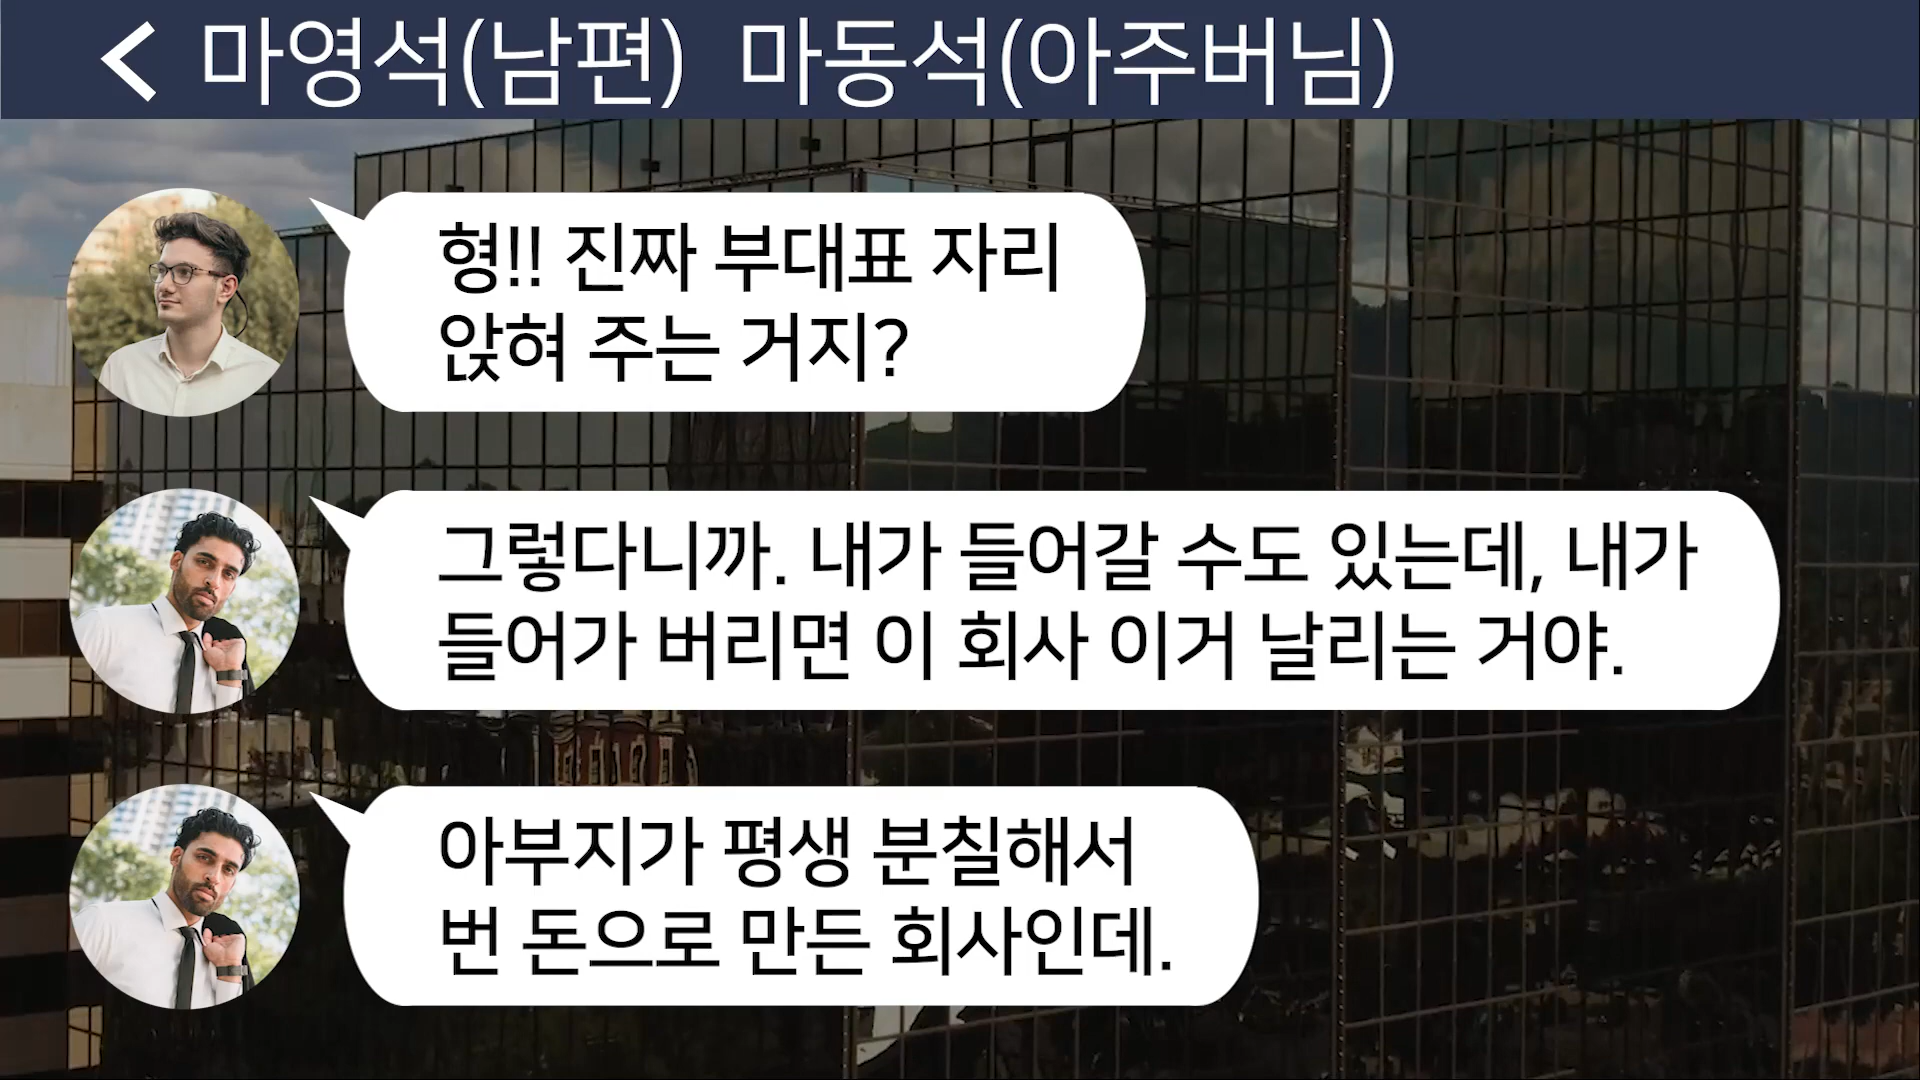 마영석(남편) 마동석(아주버님)
형!! 진짜 부대표 자리
앉혀 주는 거지?
그렇다니까. 내가 들어갈 수도 있는데, 내가
들어가 버리면 이 회사 이거 날리는 거야.
아부지가 평생 분칠해서
번 돈으로 만든 회사인데.